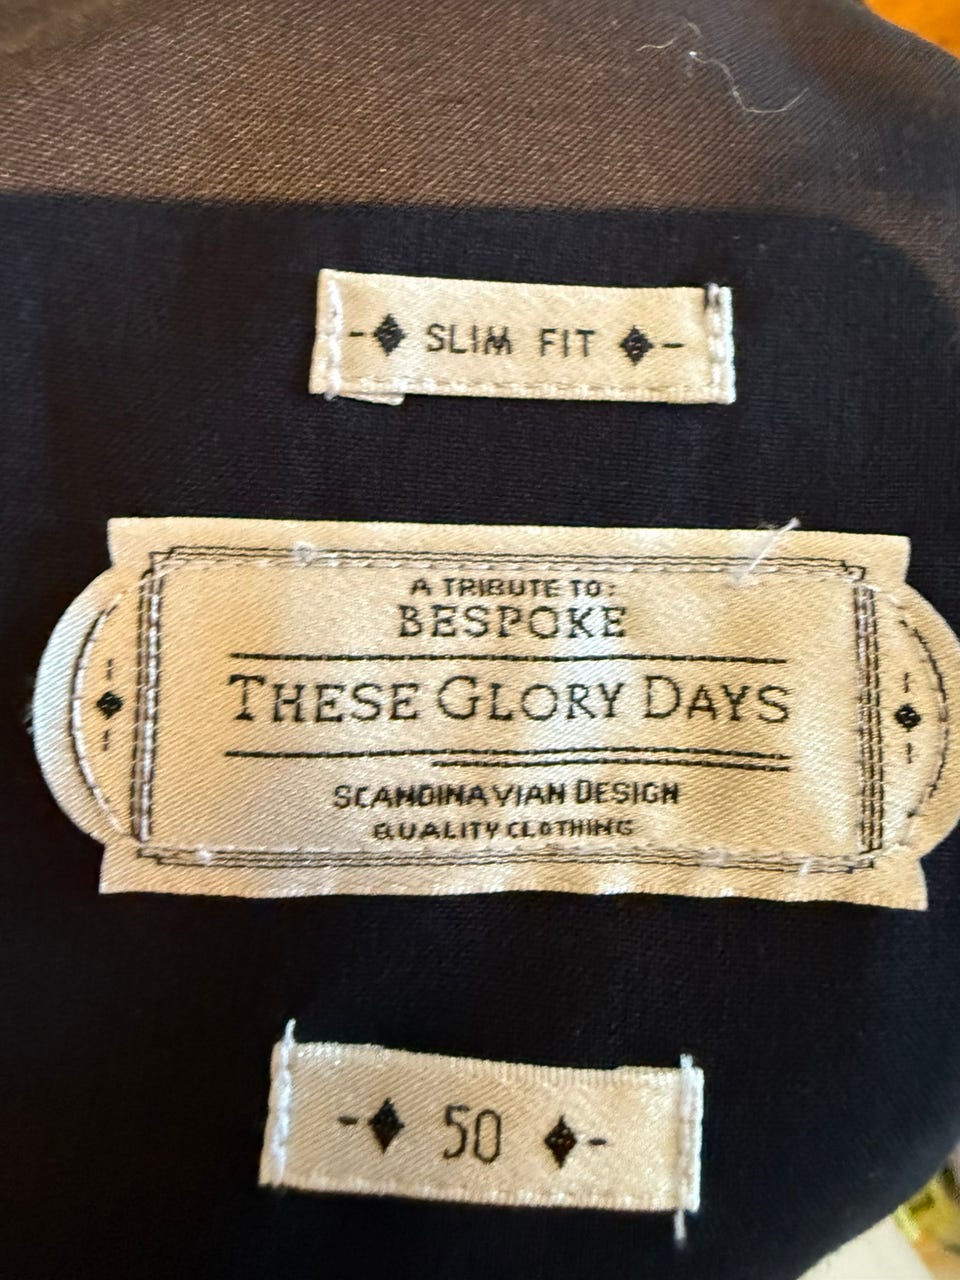 SLIM FIT
A TRIBUTE TO:
BESPOKE
THESE GLORY DAYS
SCANDINAVIAN DESIGN
QUALITY CLOTHING
50